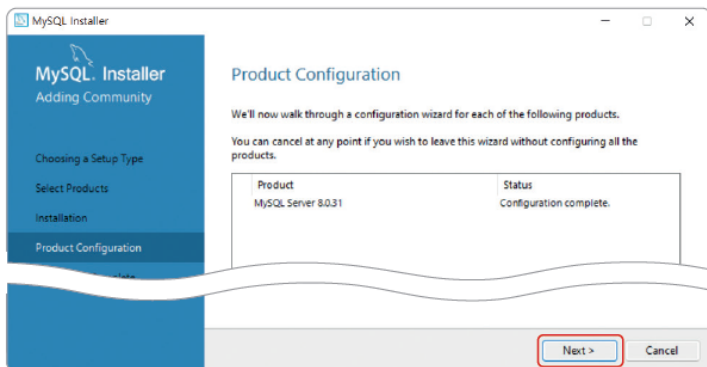 MySQL Installer
MySQL. Installer
Adding Community
Choosing a Setup Type
Select Products
Installation
Product Configuration
Product Configuration
We'll now walk through a configuration wizard for each of the following products.
You can cancel at any point if you wish to leave this wizard without configuring all the
products.
Product Status
MySQL Server 8.0.31 Configuration complete.
Next > Cancel